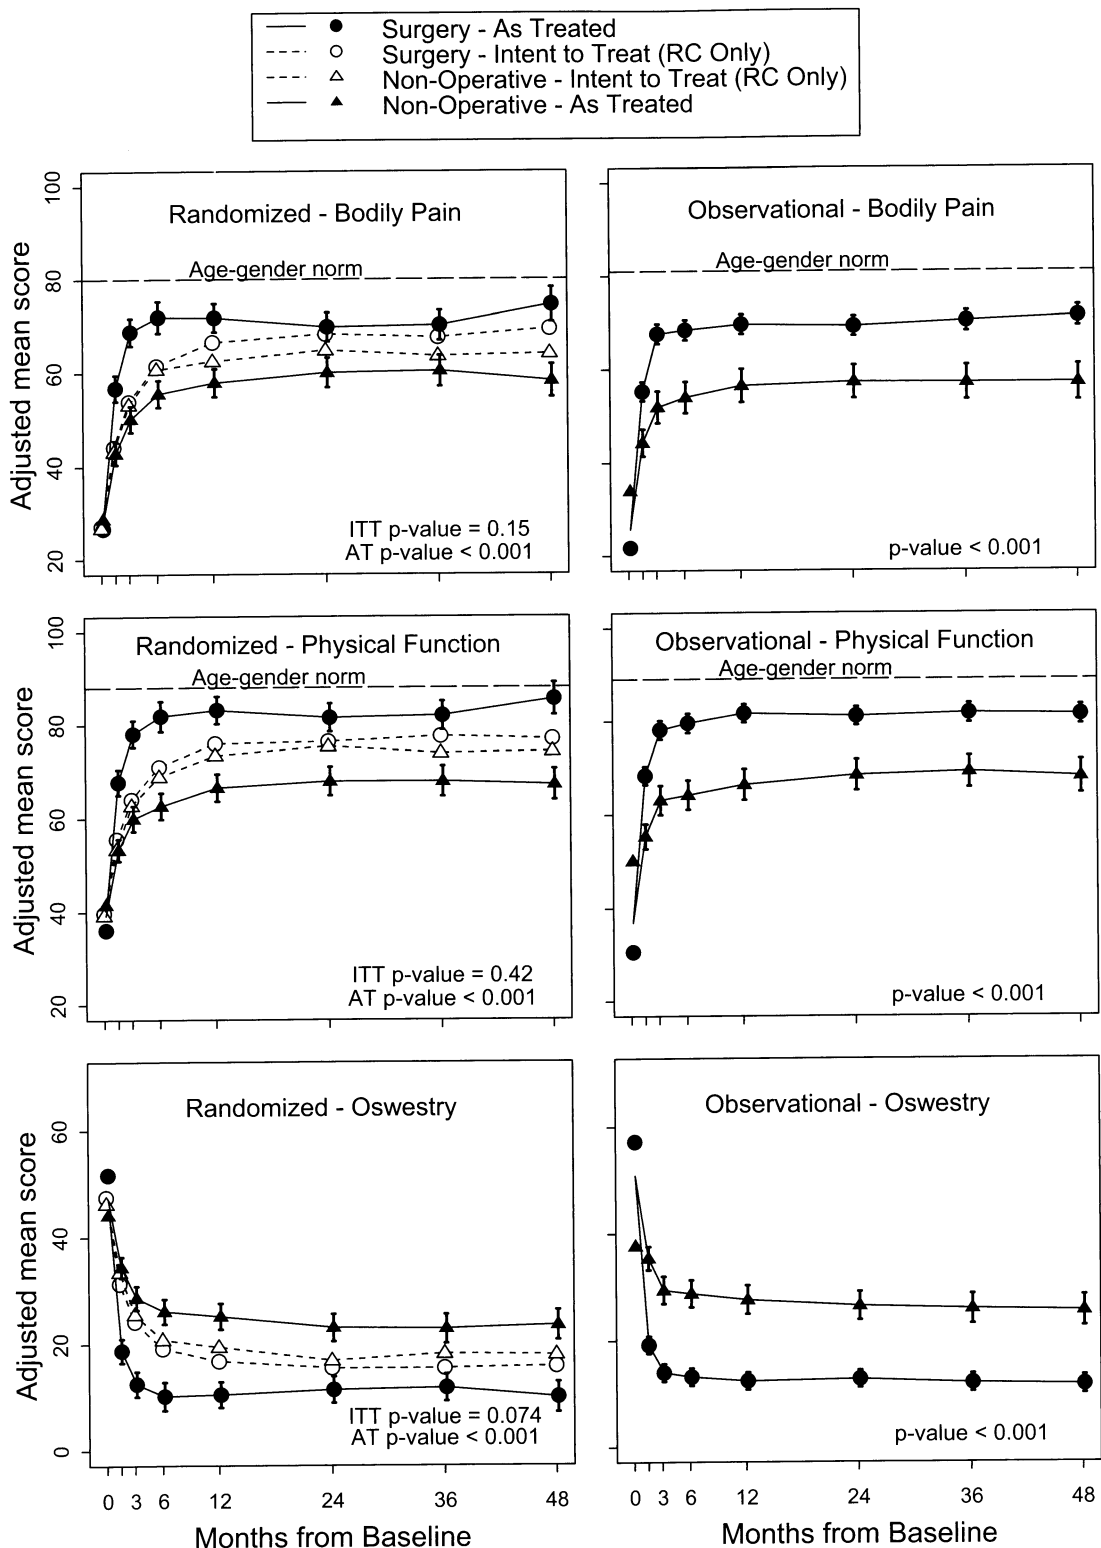 Surgery - As Treated
Surgery - Intent to Treat (RC Only)
Non-Operative - Intent to Treat (RC Only)
Non-Operative - As Treated
Randomized - Bodily Pain
Age-gender norm
ITT p-value = 0.15
AT p-value < 0.001
Adjusted mean score
100
80
60
40
20
Observational - Bodily Pain
Age-gender norm
p-value < 0.001
Randomized - Physical Function
Age-gender norm
ITT p-value = 0.42
AT p-value < 0.001
Adjusted mean score
100
80
60
40
20
Observational - Physical Function
Age-gender norm
p-value < 0.001
Randomized - Oswestry
ITT p-value = 0.074
AT p-value < 0.001
Adjusted mean score
60
40
20
0
0 3 6 12 24 36 48
Months from Baseline
Observational - Oswestry
p-value < 0.001
0 3 6 12 24 36 48
Months from Baseline